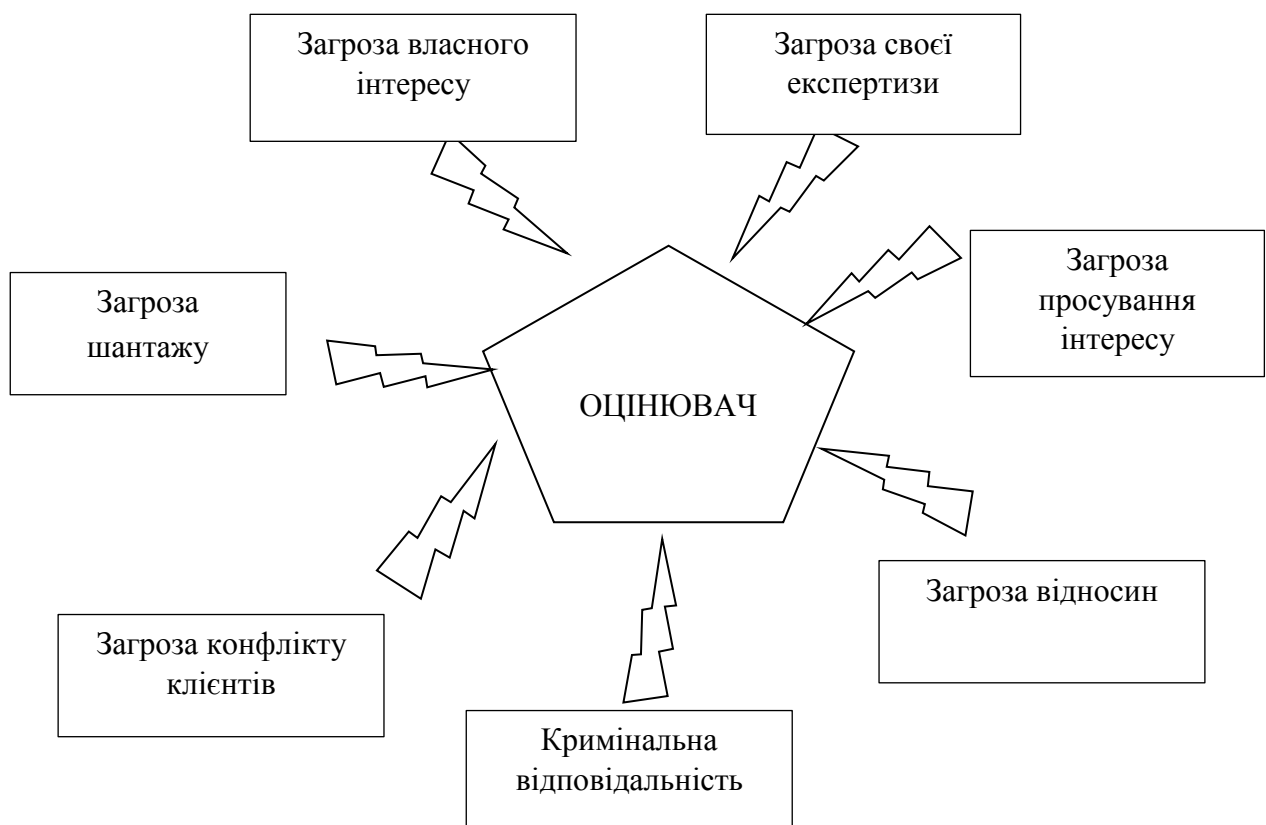 Загроза власного
інтересу
Загроза своєї
експертизи
Загроза
просування
інтересу
Загроза
шантажу
ОЦІНЮВАЧ
Загроза відносин
Загроза конфлікту
клієнтів
Кримінальна
відповідальність